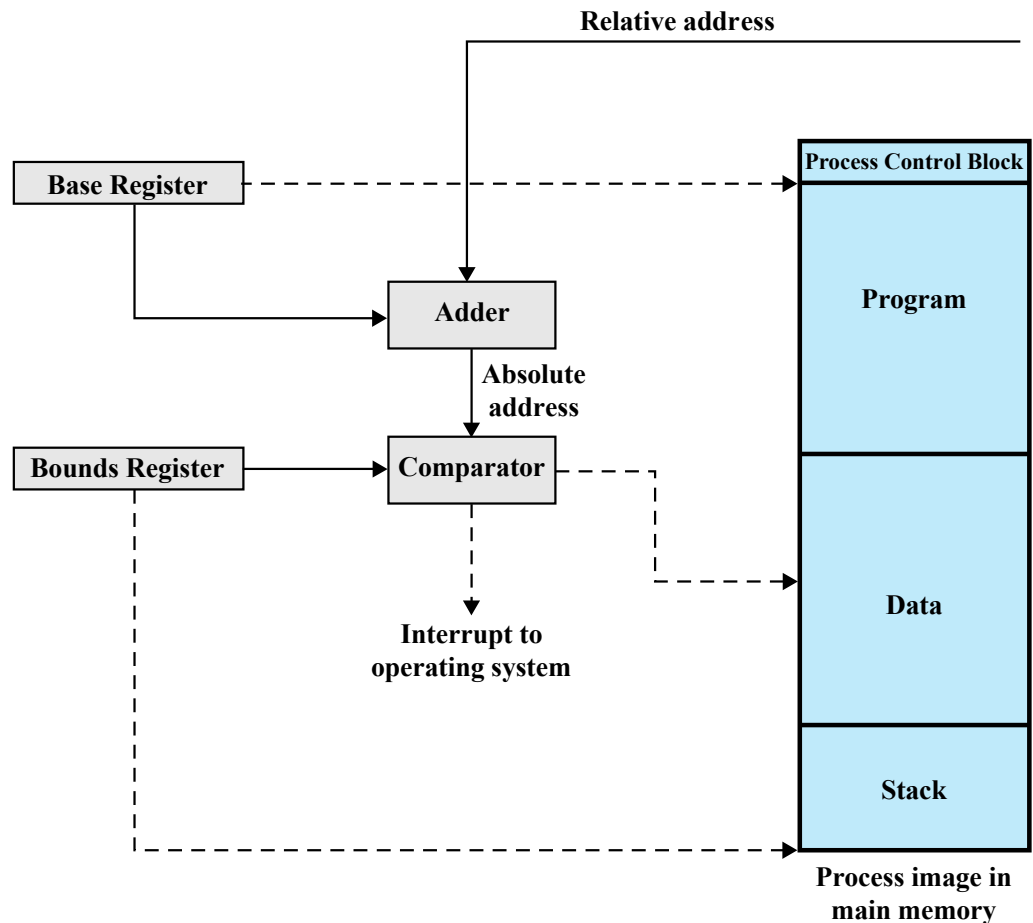 Relative address
Process Control Block
Base Register
Program
Adder
Absolute
address
Bounds Register
Comparator
Data
Interrupt to
operating system
Stack
Process image in
main memory